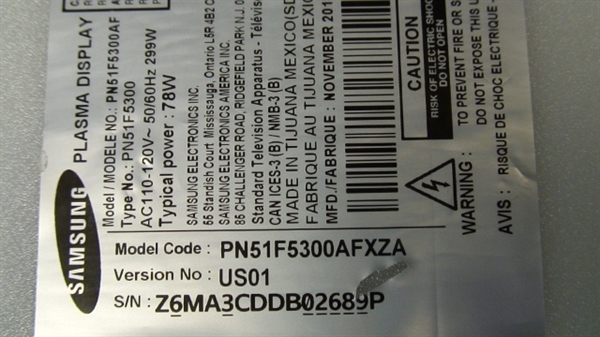 SAMSUNG
PLASMA DISPLAY
Model / MODELE NO.: PN51F5300AF
Type No.: PN51F5300
AC110-120V~ 50/60Hz 299W
Typical power : 78W
SAMSUNG ELECTRONICS INC.
55 Standish Court Mississauga, Ontario L5R 4B2
SAMSUNG ELECTRONICS AMERICA INC.
85 CHALLENGER ROAD, RIDGEFIELD PARK N.J.
Standard Television Apparatus - Télévise
CAN ICES-3 (B) / NMB-3 (B)
MADE IN TIJUANA MEXICO(SD
FABRIQUE AU TIJUANA MEXICO
MFD./FABRIQUE : NOVEMBER 201
CAUTION
RISK OF ELECTRIC SHOC
DO NOT OPEN
TO PREVENT FIRE OR S
DO NOT EXPOSE THIS U
WARNING :
AVIS :
RISQUE DE CHOC ELECTRIQUE
Model Code : PN51F5300AFXZA
Version No : US01
S/N : Z6MA3CDDB02689P